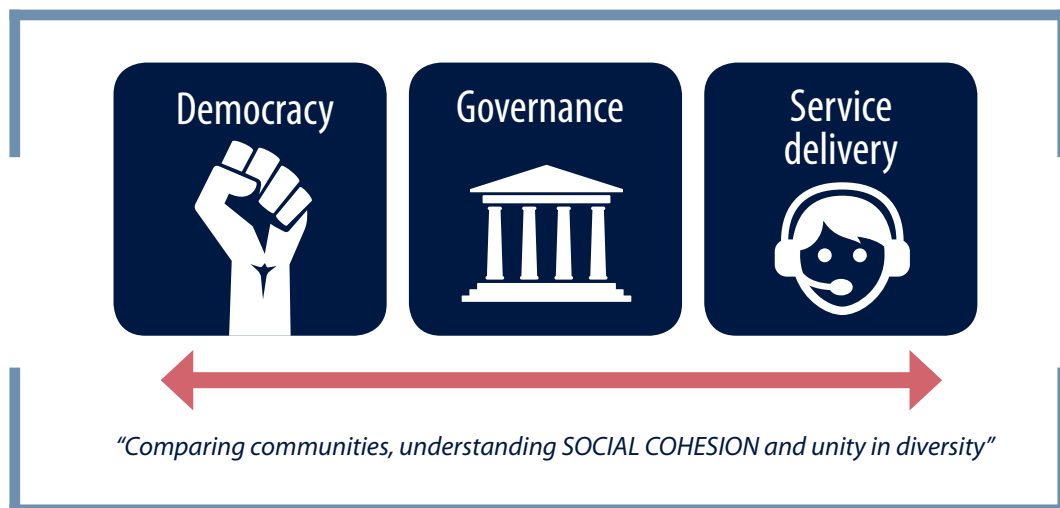 Democracy
Governance
Service
delivery
“Comparing communities, understanding SOCIAL COHESION and unity in diversity”